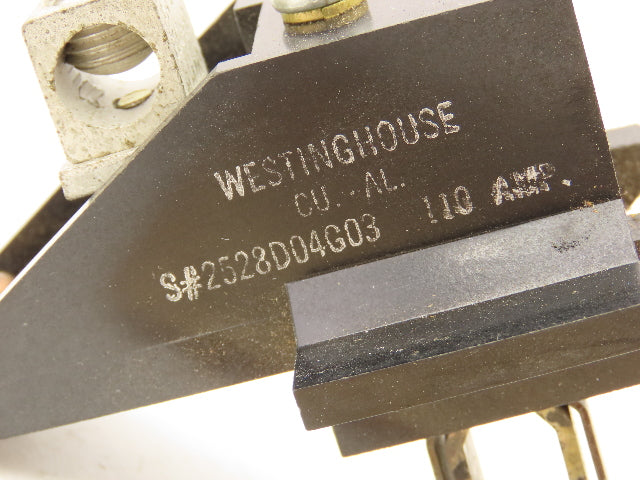 WESTINGHOUSE
CU.-AL. 110 AMP.
S#2528D04G03